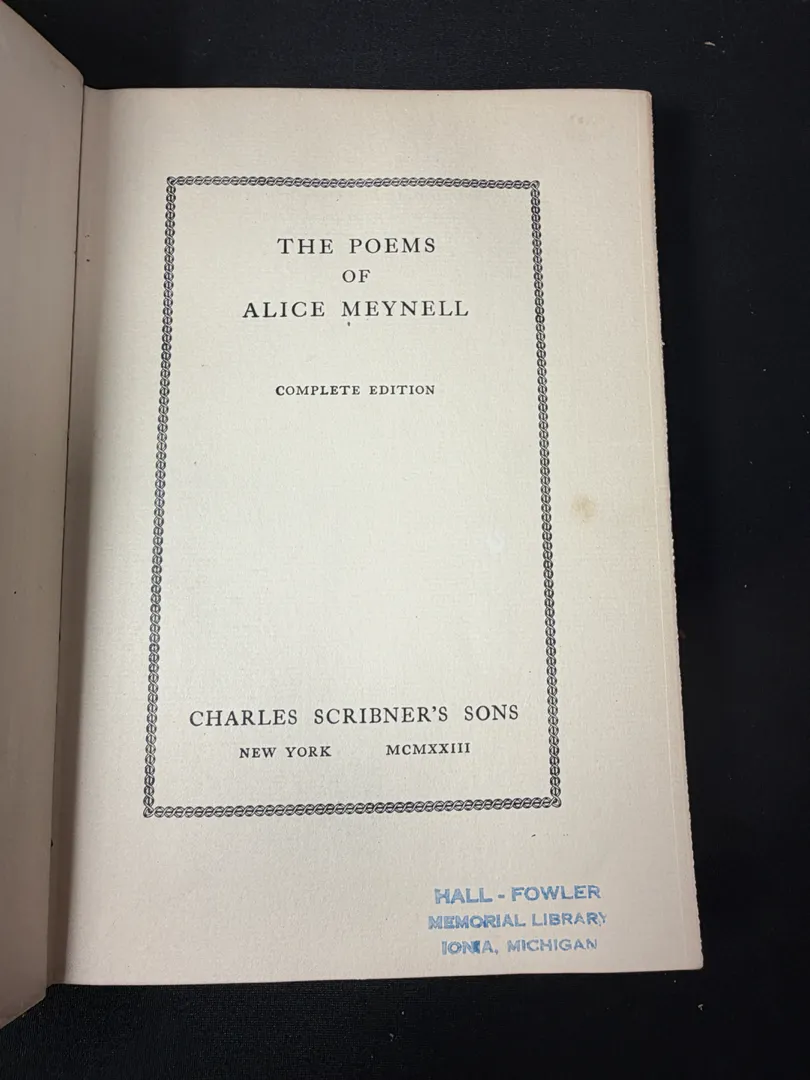 THE POEMS
OF
ALICE MEYNELL
COMPLETE EDITION
CHARLES SCRIBNER'S SONS
NEW YORK MCMXXIII
HALL - FOWLER
MEMORIAL LIBRARY
IONIA, MICHIGAN